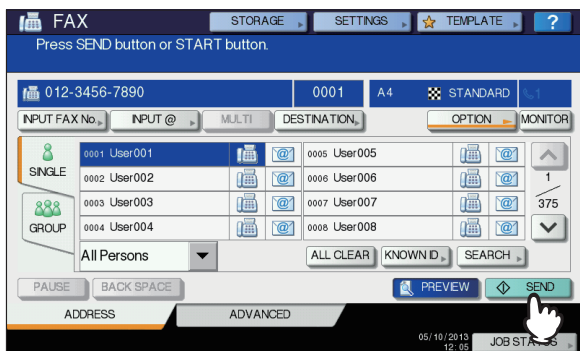 FAX STORAGE SETTINGS TEMPLATE ?
Press SEND button or START button.
012-3456-7890 0001 A4 STANDARD 1
INPUT FAX No. INPUT @ MULTI DESTINATION OPTION MONITOR
SINGLE
0001 User001 @ 0005 User005 @
0002 User002 @ 0006 User006 @
1
0003 User003 @ 0007 User007 @
375
GROUP
0004 User004 @ 0008 User008 @
All Persons ALL CLEAR KNOWN ID SEARCH
PAUSE BACK SPACE PREVIEW SEND
ADDRESS ADVANCED
05/10/2013
12:05
JOB STATUS